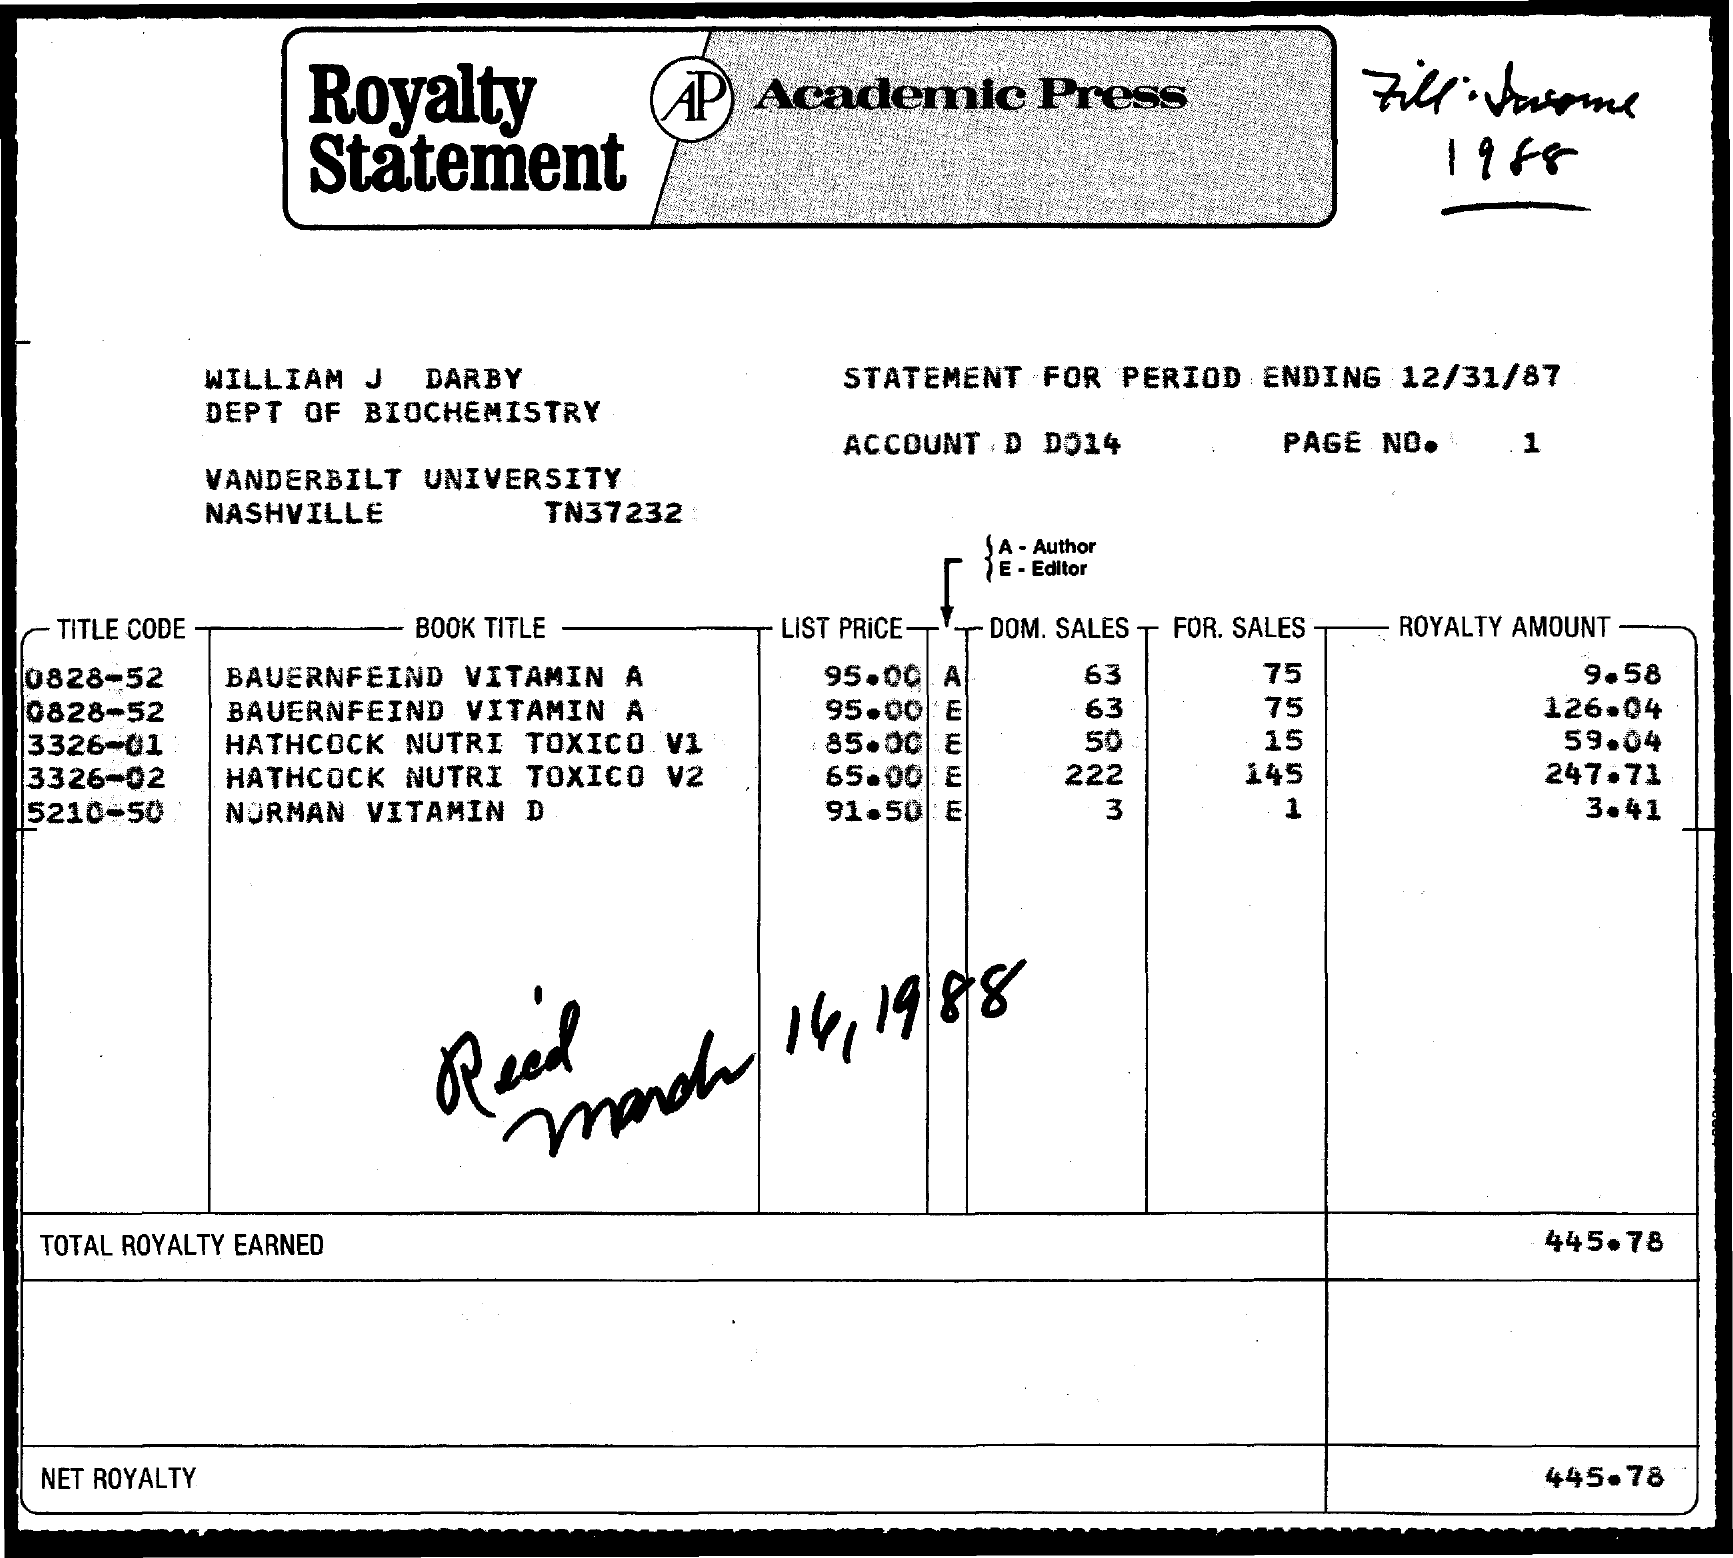 Royalty
Statement
AP Academic Press
Fill: Income
1988
WILLIAM J DARBY
DEPT OF BIOCHEMISTRY
VANDERBILT UNIVERSITY
NASHVILLE TN37232
STATEMENT FOR PERIOD ENDING 12/31/87
ACCOUNT D D014 PAGE NO. 1
A - Author
E - Editor
TITLE CODE BOOK TITLE LIST PRICE DOM. SALES FOR. SALES ROYALTY AMOUNT
0828-52 BAUERNFEIND VITAMIN A 95.00 A 63 75 9.58
0828-52 BAUERNFEIND VITAMIN A 95.00 E 63 75 126.04
3326-01 HATHCOCK NUTRI TOXICO V1 85.00 E 50 15 59.04
3326-02 HATHCOCK NUTRI TOXICO V2 65.00 E 222 145 247.71
5210-50 NORMAN VITAMIN D 91.50 E 3 1 3.41
Rec'd
March 16, 1988
TOTAL ROYALTY EARNED 445.78
NET ROYALTY 445.78